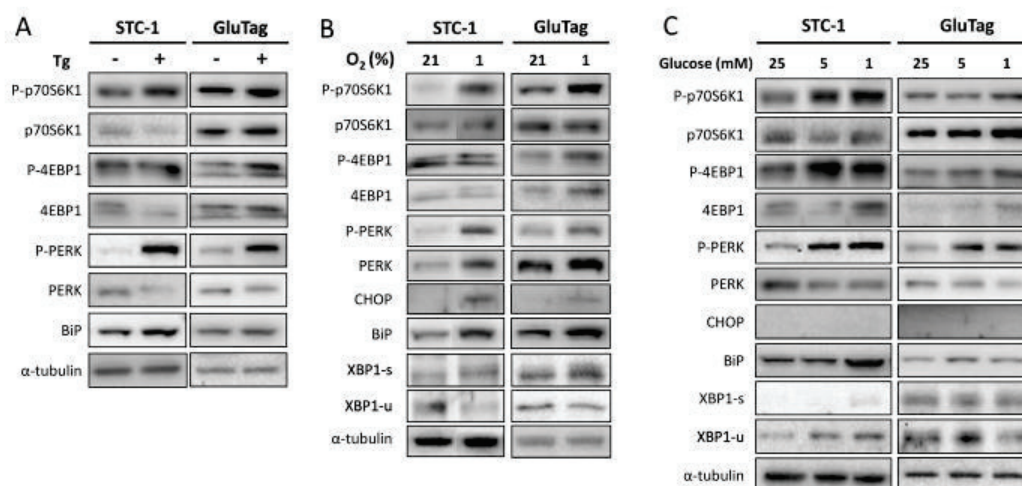 A
STC-1 GluTag
Tg - + - +
P-p70S6K1
p70S6K1
P-4EBP1
4EBP1
P-PERK
PERK
BiP
α-tubulin
B
STC-1 GluTag
O₂ (%) 21 1 21 1
P-p70S6K1
p70S6K1
P-4EBP1
4EBP1
P-PERK
PERK
CHOP
BiP
XBP1-s
XBP1-u
α-tubulin
C
STC-1 GluTag
Glucose (mM) 25 5 1 25 5 1
P-p70S6K1
p70S6K1
P-4EBP1
4EBP1
P-PERK
PERK
CHOP
BiP
XBP1-s
XBP1-u
α-tubulin